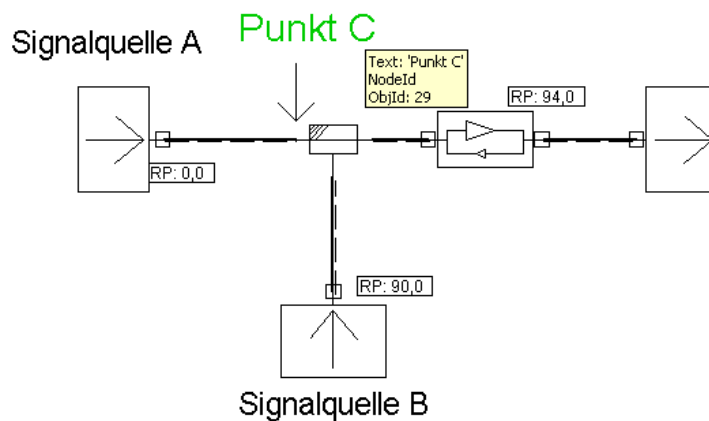 Punkt C
Signalquelle A
Text: 'Punkt C'
NodeId
ObjId: 29
RP: 94,0
RP: 0,0
RP: 90,0
Signalquelle B